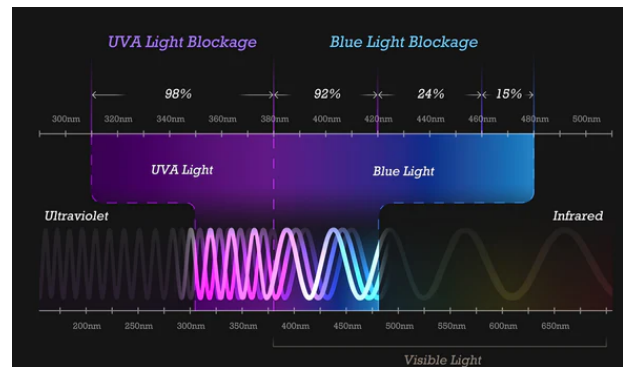 UVA Light Blockage Blue Light Blockage
98% 92% 24% 15%
300nm 320nm 340nm 360nm 380nm 400nm 420nm 440nm 460nm 480nm 500nm
UVA Light Blue Light
Ultraviolet Infrared
200nm 250nm 300nm 350nm 400nm 450nm 500nm 550nm 600nm 650nm
Visible Light